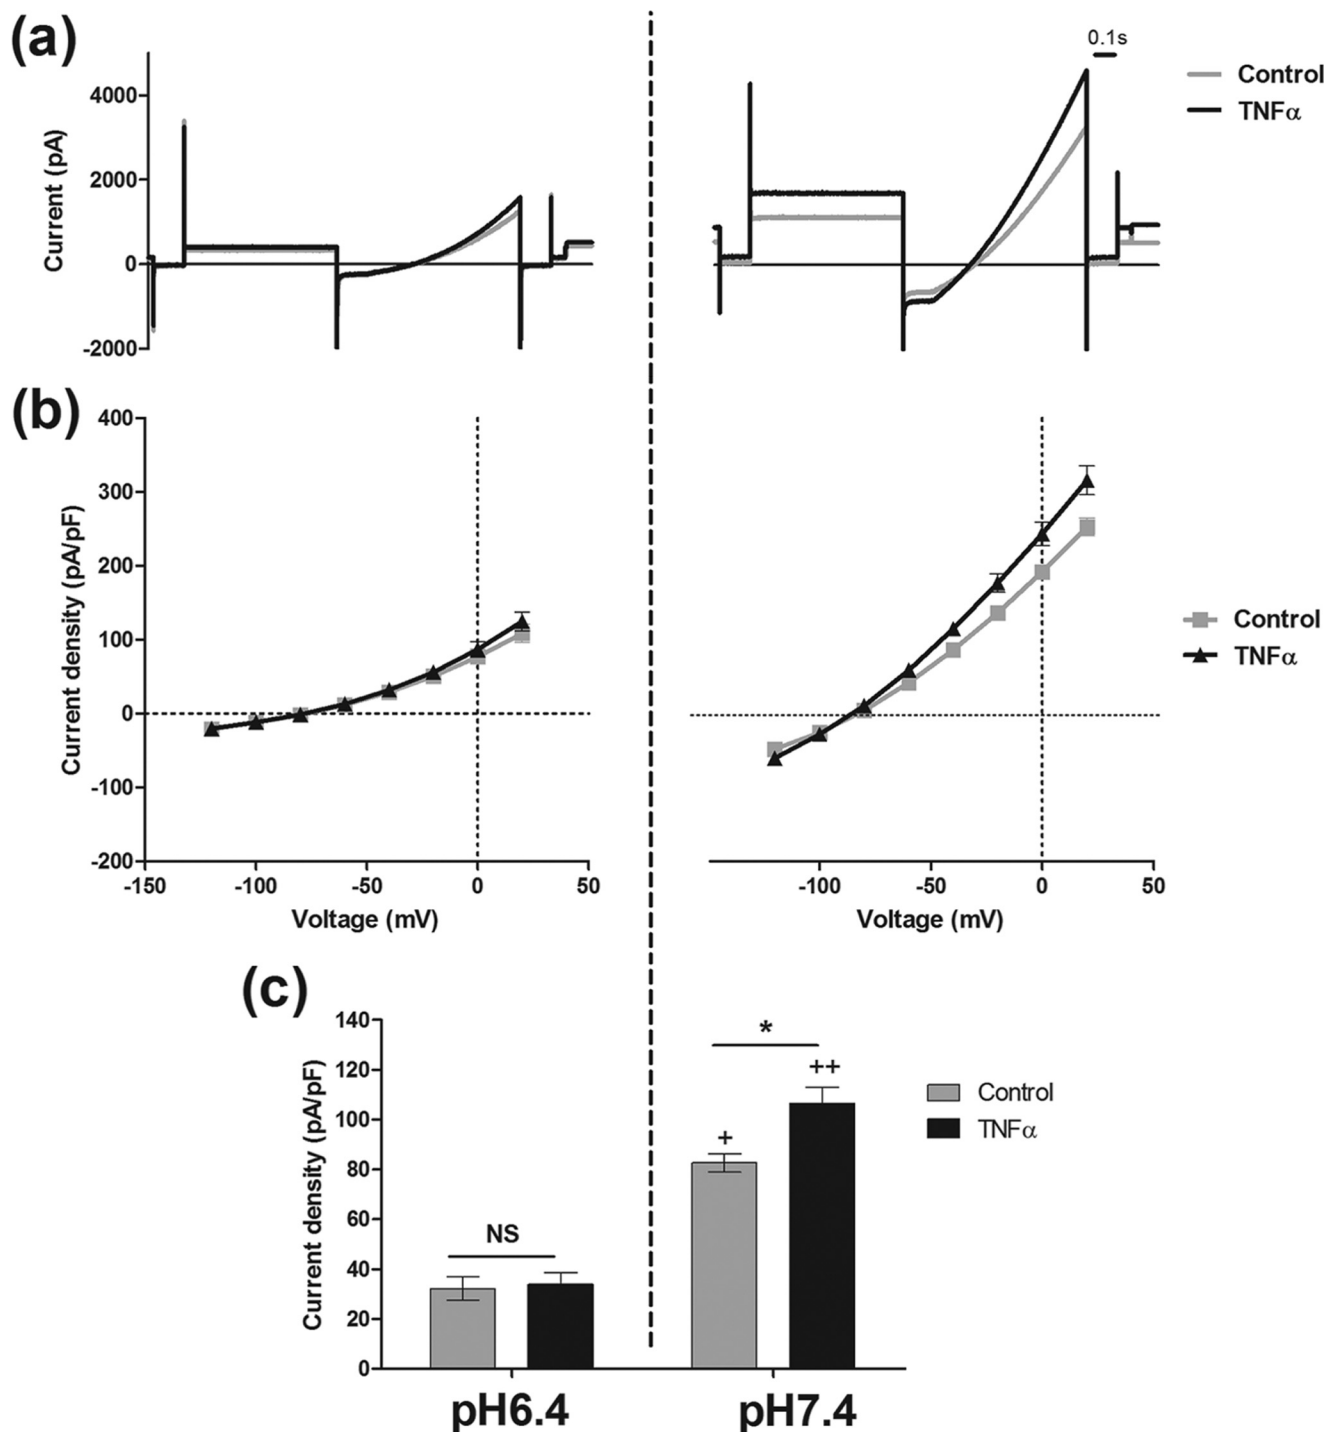 (a)
0.1s
Control
TNFα
Current (pA)
4000
2000
0
-2000
(b)
Current density (pA/pF)
400
300
200
100
0
-100
-200
-150 -100 -50 0 50
Voltage (mV)
-100 -50 0 50
Voltage (mV)
Control
TNFα
(c)
Current density (pA/pF)
140
120
100
80
60
40
20
0
NS
*
+
++
Control
TNFα
pH6.4 pH7.4